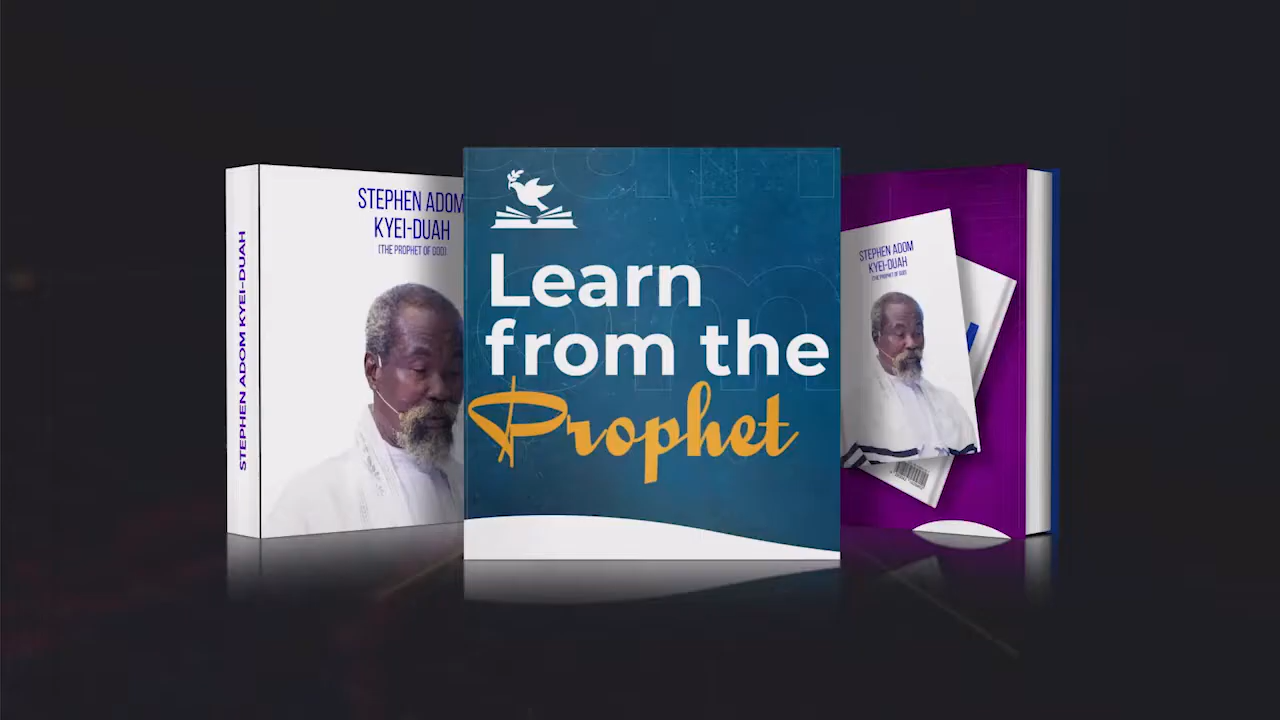 STEPHEN ADOM KYEI-DUAH
STEPHEN ADOM
KYEI-DUAH
(THE PROPHET OF GOD)
Learn
from the
Prophet
STEPHEN ADOM
KYEI-DUAH
(THE PROPHET OF GOD)